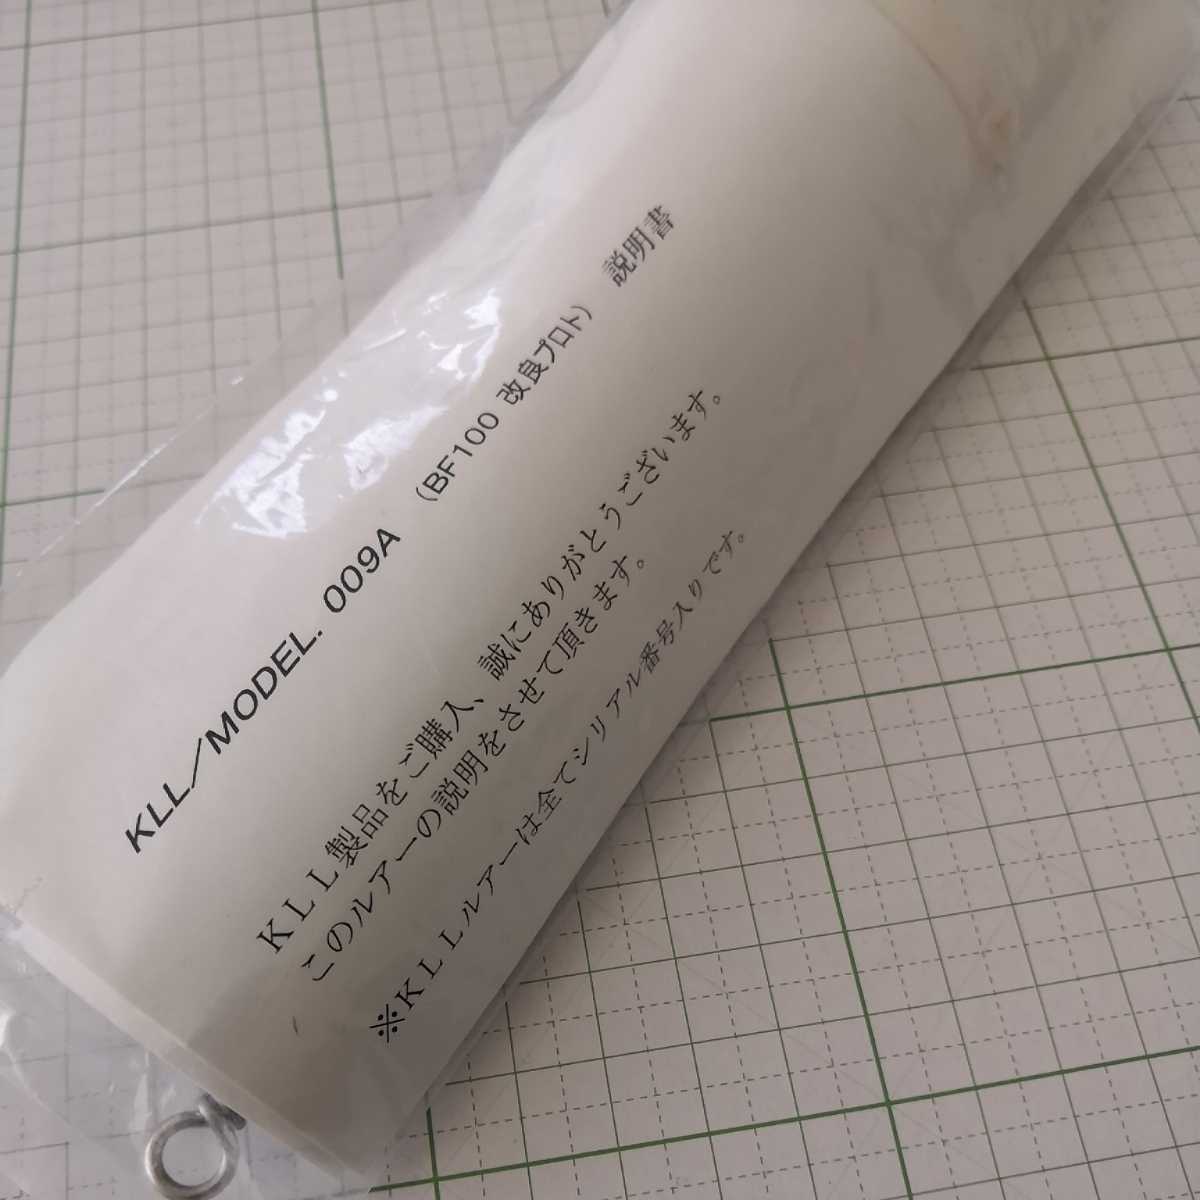 KLL/MODEL. 009A (BF100 改良プロト) 説明書
KLL製品をご購入、誠にありがとうございます。
このルアーの説明をさせて頂きます。
※KLLルアーは全てシリアル番号入りです。